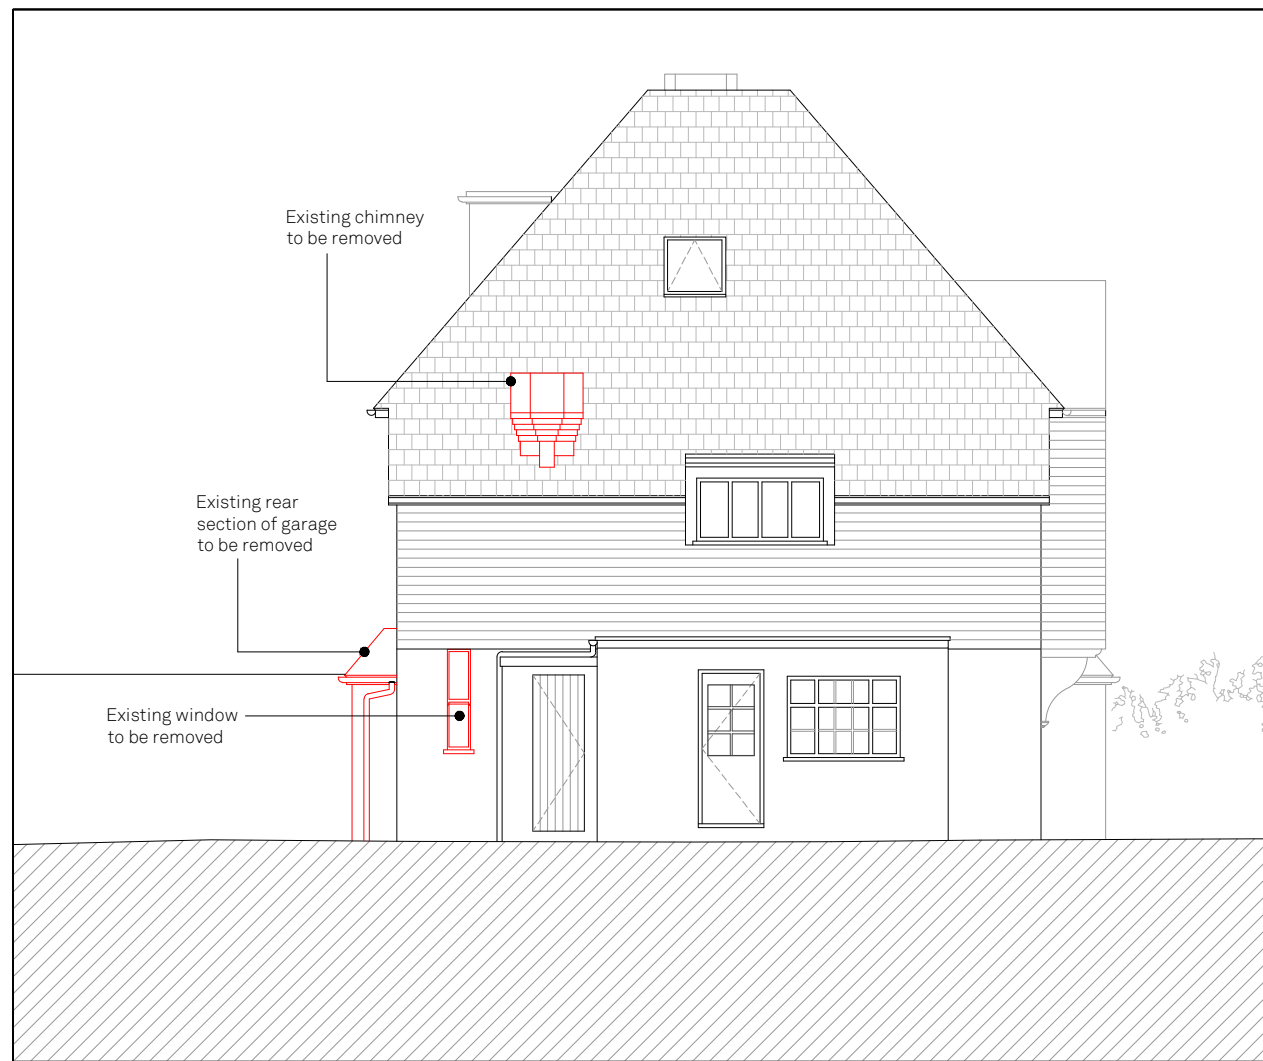 Existing chimney
to be removed
Existing rear
section of garage
to be removed
Existing window
to be removed